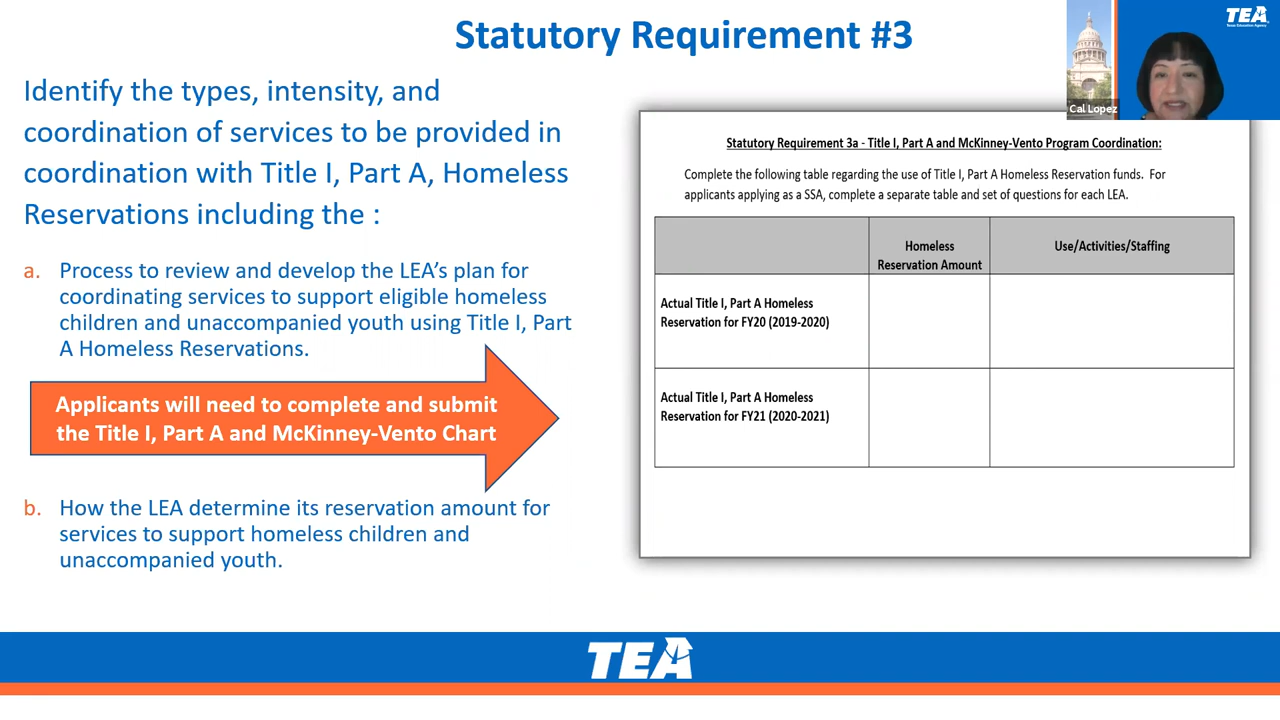 Statutory Requirement #3
TEA
Texas Education Agency
Cal Lopez
Identify the types, intensity, and
coordination of services to be provided in
coordination with Title I, Part A, Homeless
Reservations including the :
a. Process to review and develop the LEA’s plan for
coordinating services to support eligible homeless
children and unaccompanied youth using Title I, Part
A Homeless Reservations.
Applicants will need to complete and submit
the Title I, Part A and McKinney-Vento Chart
b. How the LEA determine its reservation amount for
services to support homeless children and
unaccompanied youth.
Statutory Requirement 3a - Title I, Part A and McKinney-Vento Program Coordination:
Complete the following table regarding the use of Title I, Part A Homeless Reservation funds. For
applicants applying as a SSA, complete a separate table and set of questions for each LEA.
Homeless
Reservation Amount
Use/Activities/Staffing
Actual Title I, Part A Homeless
Reservation for FY20 (2019-2020)
Actual Title I, Part A Homeless
Reservation for FY21 (2020-2021)
TEA